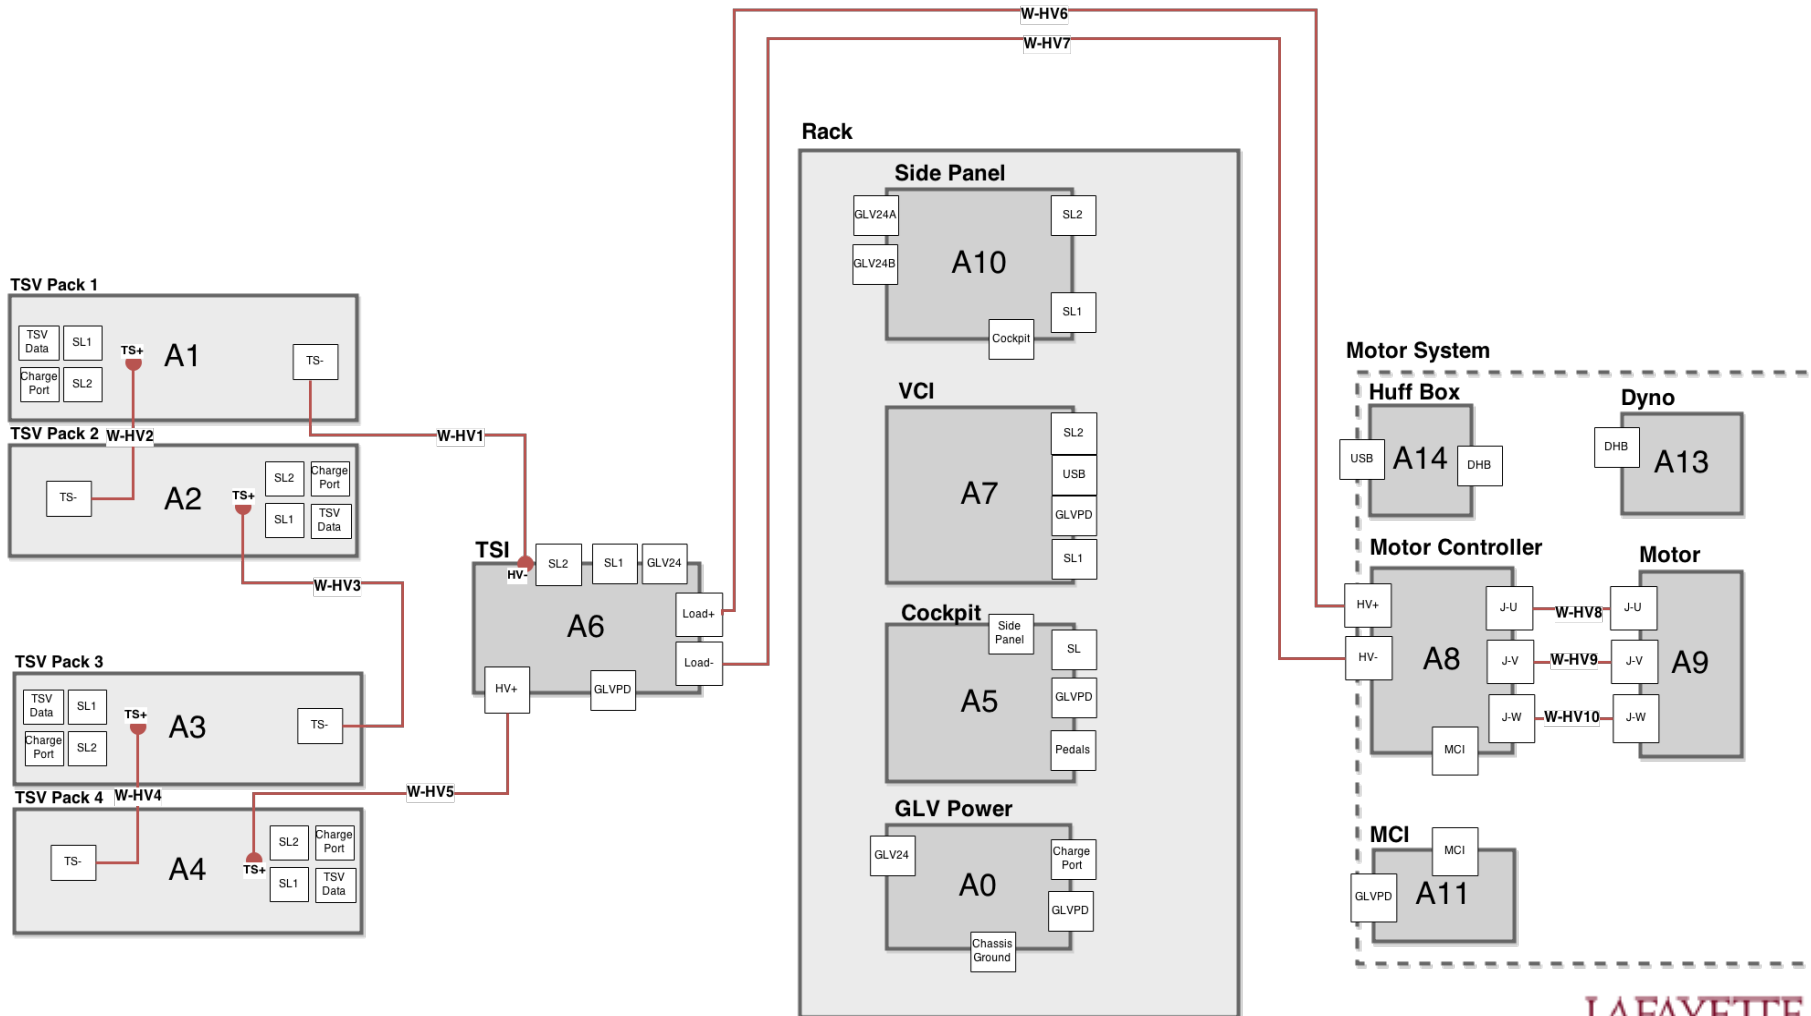 W-HV6
W-HV7
Rack
Side Panel
GLV24A
SL2
GLV24B
A10
SL1
Cockpit
TSV Pack 1
TSV
Data
SL1
TS+
A1
TS-
Charge
Port
SL2
TSV Pack 2
W-HV2
W-HV1
TS-
A2
TS+
SL2
Charge
Port
SL1
TSV
Data
W-HV3
TSI
HV-
SL2
SL1
GLV24
A6
Load+
Load-
HV+
GLVPD
TSV Pack 3
TSV
Data
SL1
TS+
A3
TS-
Charge
Port
SL2
TSV Pack 4
W-HV4
W-HV5
TS-
A4
TS+
SL2
Charge
Port
SL1
TSV
Data
VCI
A7
SL2
USB
GLVPD
SL1
Cockpit
Side
Panel
A5
SL
GLVPD
Pedals
GLV Power
GLV24
A0
Charge
Port
GLVPD
Chassis
Ground
Motor System
Huff Box
USB
A14
DHB
Dyno
DHB
A13
Motor Controller
HV+
HV-
A8
J-U
J-V
J-W
MCI
W-HV8
W-HV9
W-HV10
Motor
J-U
J-V
J-W
A9
MCI
MCI
GLVPD
A11
LAFAYETTE